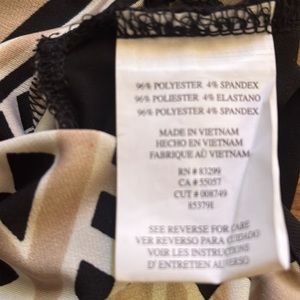 96% POLYESTER 4% SPANDEX
96% POLIESTER 4% ELASTANO
96% POLYESTER 4% SPANDEX
MADE IN VIETNAM
HECHO EN VIETNAM
FABRIQUE AU VIETNAM
RN # 83299
CA # 55057
CUT # 008749
853791
SEE REVERSE FOR CARE
VER REVERSO PARA CUIDADO
VOIR LES INSTRUCTIONS
D'ENTRETIEN AU VERSO